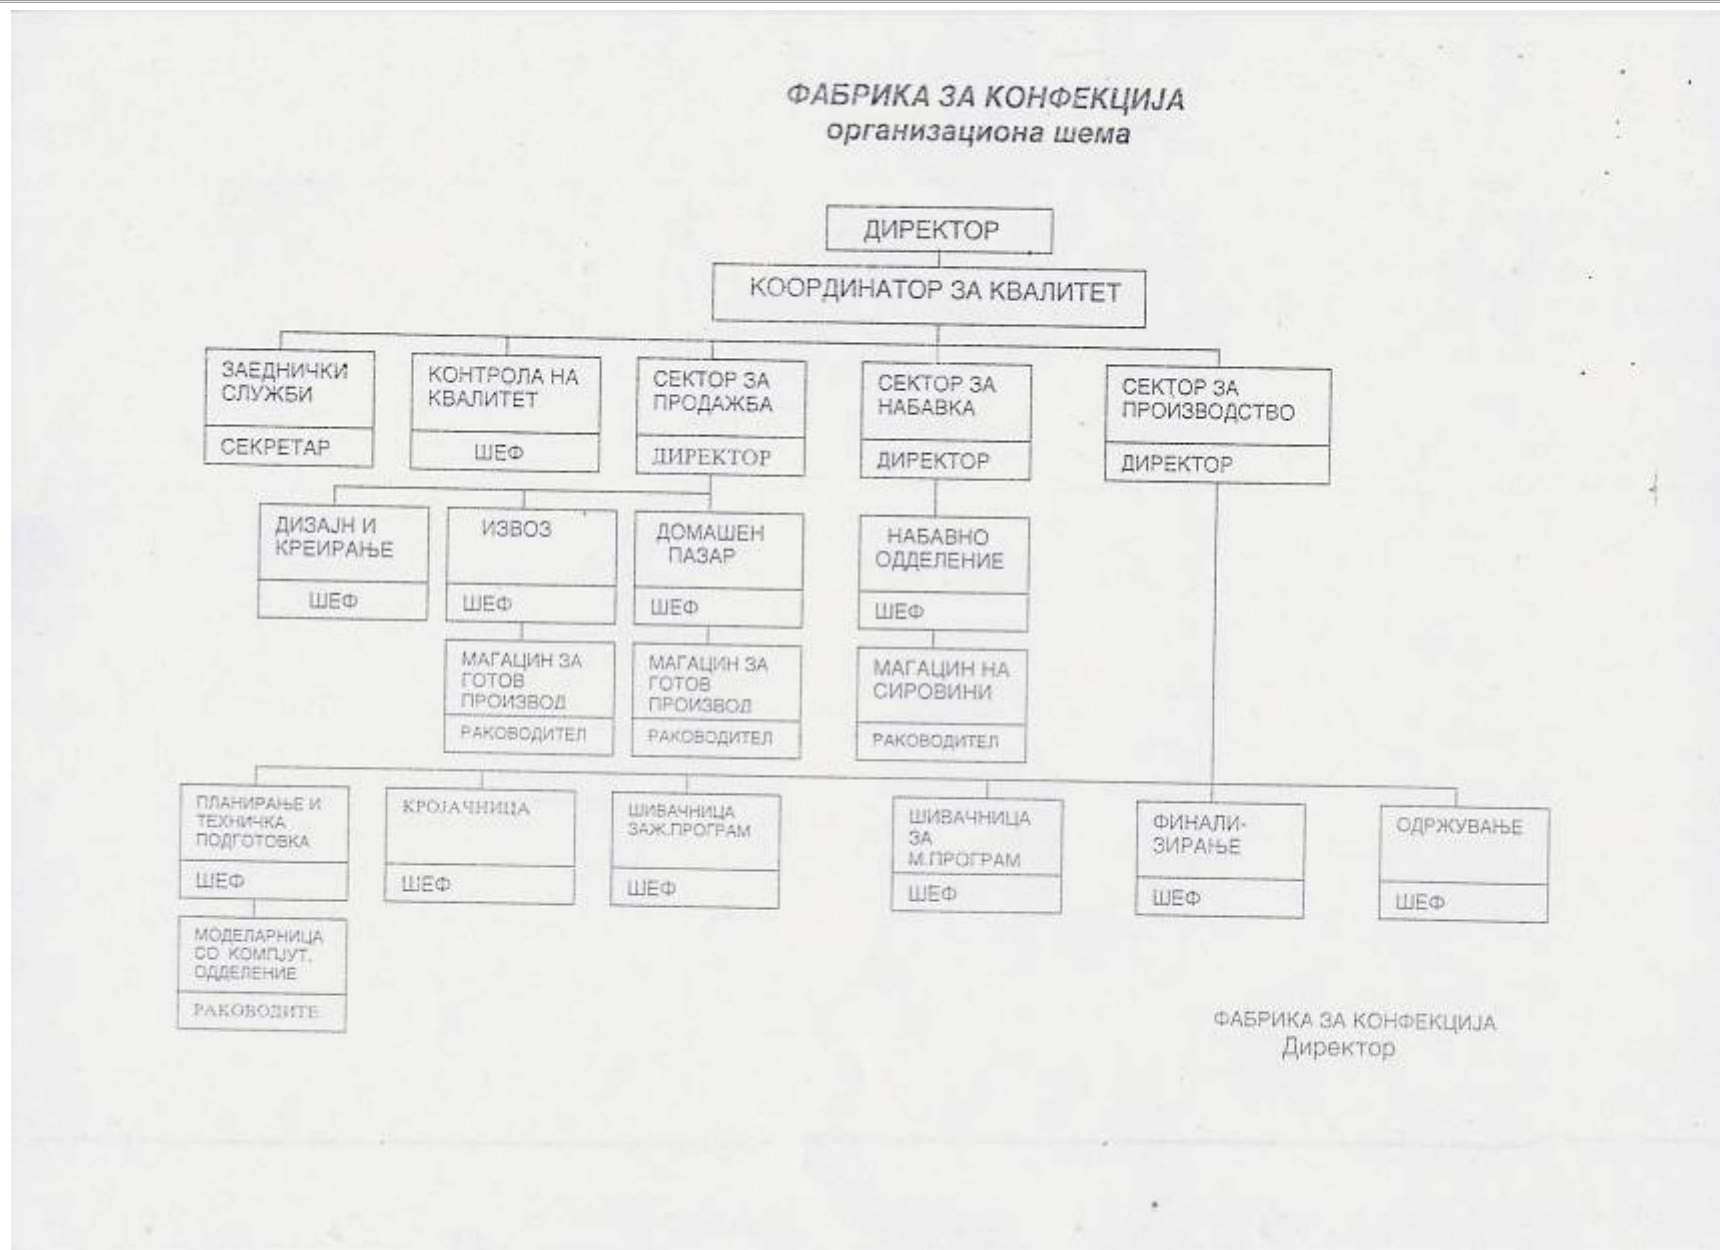 ФАБРИКА ЗА КОНФЕКЦИЈА
организациона шема
ДИРЕКТОР
КООРДИНАТОР ЗА КВАЛИТЕТ
ЗАЕДНИЧКИ
СЛУЖБИ
СЕКРЕТАР
КОНТРОЛА НА
КВАЛИТЕТ
ШЕФ
СЕКТОР ЗА
ПРОДАЖБА
ДИРЕКТОР
СЕКТОР ЗА
НАБАВКА
ДИРЕКТОР
СЕКТОР ЗА
ПРОИЗВОДСТВО
ДИРЕКТОР
ДИЗАЈН И
КРЕИРАЊЕ
ШЕФ
ИЗВОЗ
ШЕФ
ДОМАШЕН
ПАЗАР
ШЕФ
НАБАВНО
ОДДЕЛЕНИЕ
ШЕФ
МАГАЦИН ЗА
ГОТОВ
ПРОИЗВОД
РАКОВОДИТЕЛ
МАГАЦИН ЗА
ГОТОВ
ПРОИЗВОД
РАКОВОДИТЕЛ
МАГАЦИН НА
СИРОВИНИ
РАКОВОДИТЕЛ
ПЛАНИРАЊЕ И
ТЕХНИЧКА
ПОДГОТОВКА
ШЕФ
КРОЈАЧНИЦА
ШЕФ
ШИВАЧНИЦА
ЗАЖ.ПРОГРАМ
ШЕФ
ШИВАЧНИЦА
ЗА
М.ПРОГРАМ
ШЕФ
ФИНАЛИ-
ЗИРАЊЕ
ШЕФ
ОДРЖУВАЊЕ
ШЕФ
МОДЕЛАРНИЦА
СО КОМПЈУТ.
ОДДЕЛЕНИЕ
РАКОВОДИТЕ
ФАБРИКА ЗА КОНФЕКЦИЈА
Директор